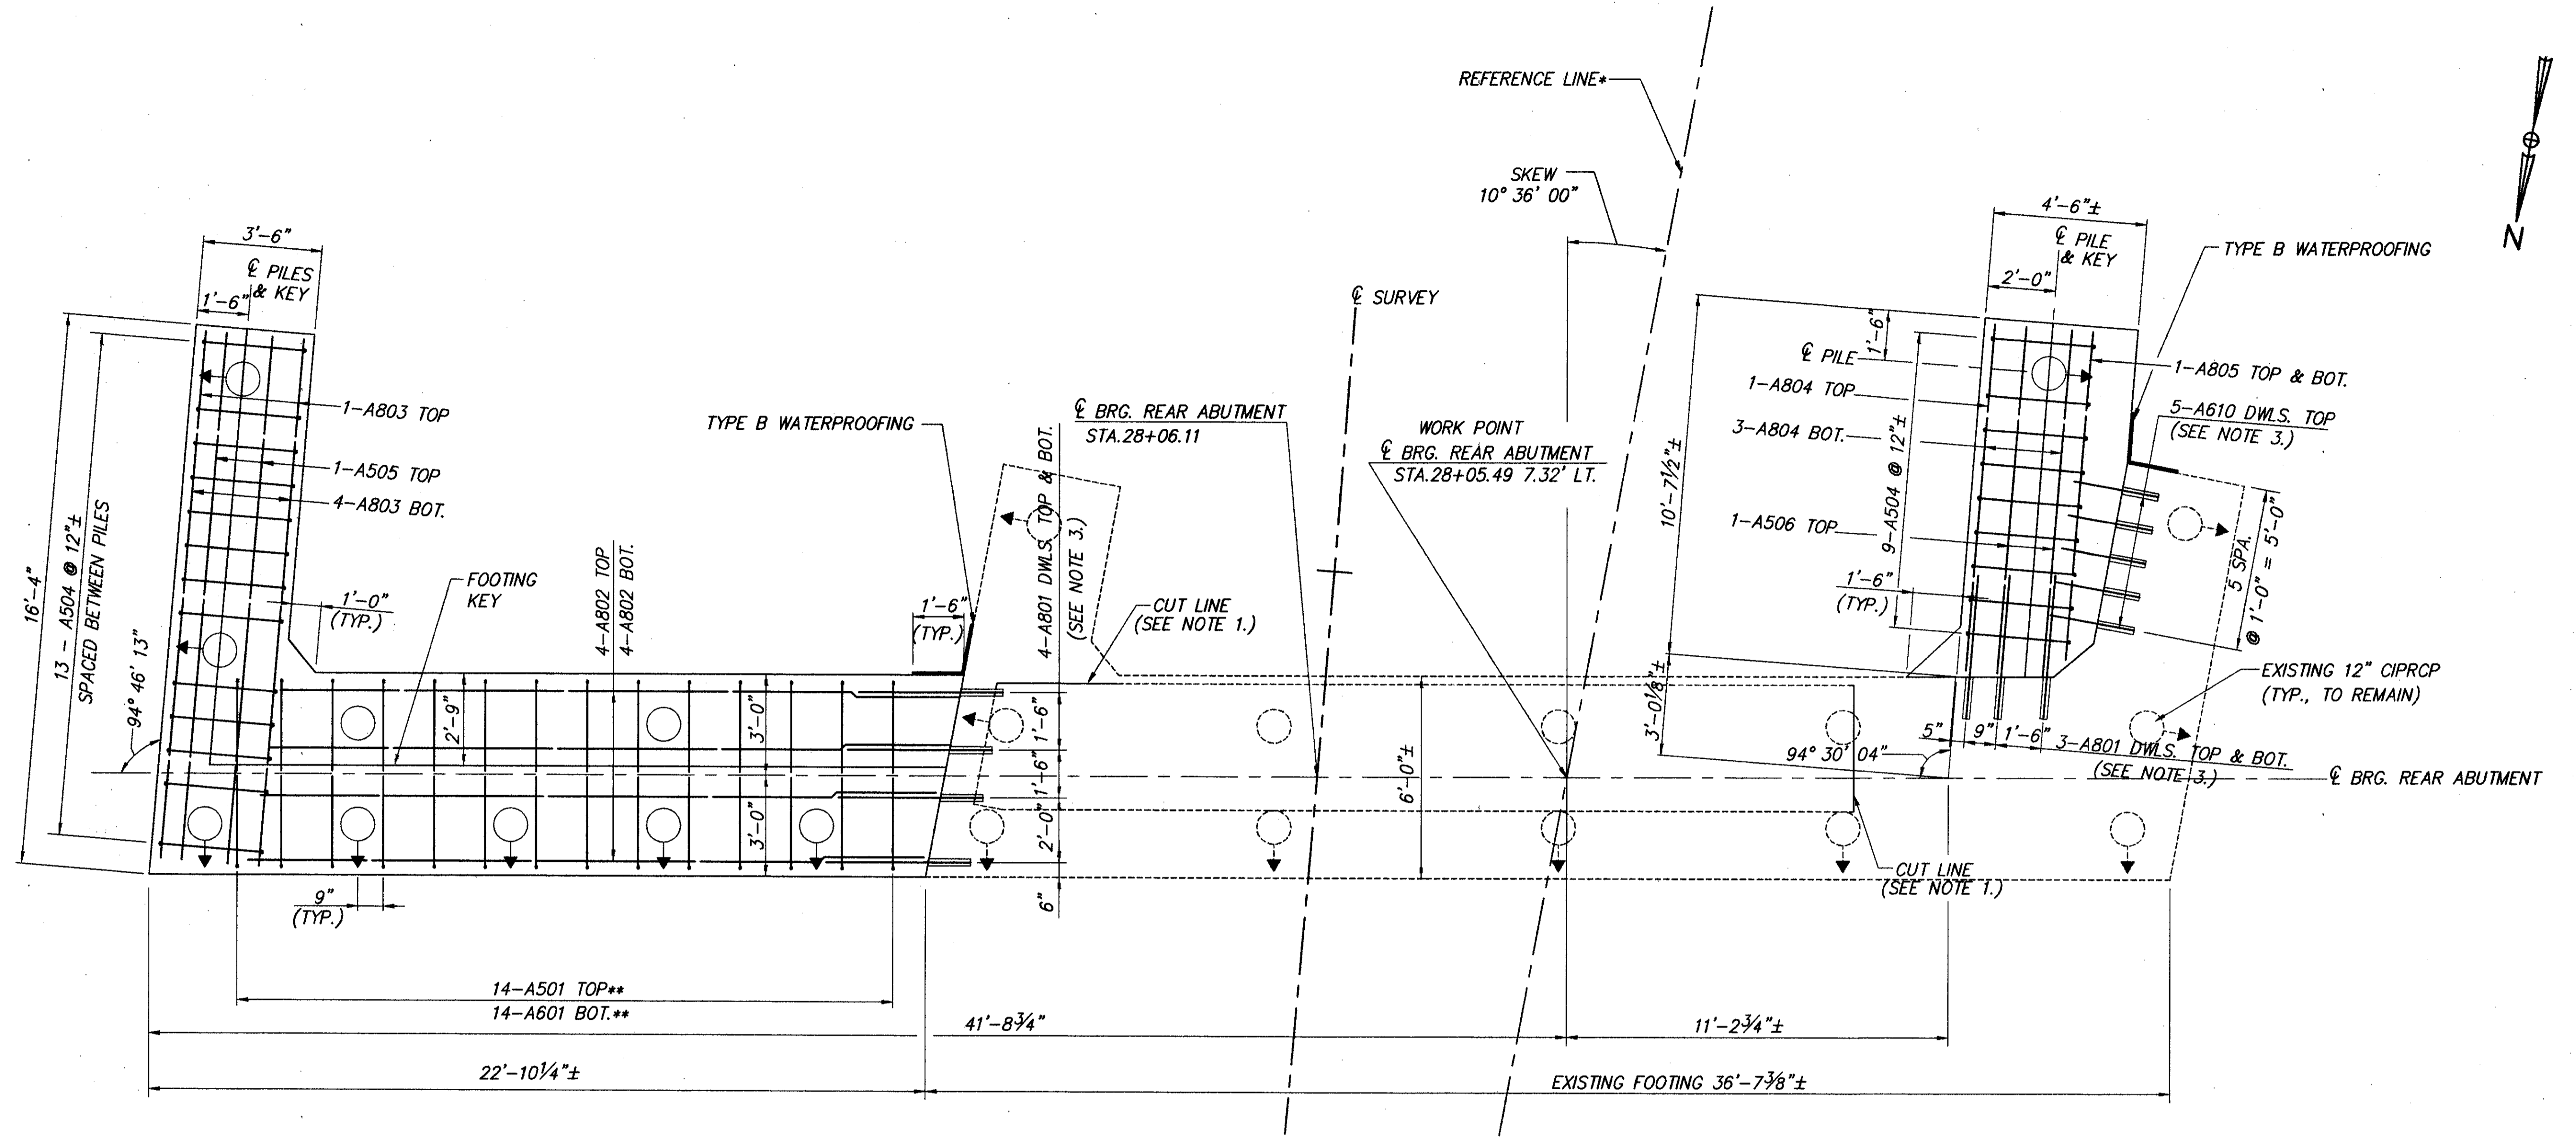 REFERENCE LINE*
SKEW
10° 36' 00"
N
3'-6"
℄ PILES
& KEY
1'-6"
4'-6"±
℄ PILE
& KEY
2'-0"
TYPE B WATERPROOFING
℄ SURVEY
1'-6"
℄ PILE
1-A804 TOP
3-A804 BOT.
1-A506 TOP
9-A504 @ 12"±
10'-7½"±
3'-0⅛"±
1'-6"
(TYP.)
1-A805 TOP & BOT.
5-A610 DWLS. TOP
(SEE NOTE 3.)
5 SPA.
@ 1'-0" = 5'-0"
EXISTING 12" CIPRCP
(TYP., TO REMAIN)
1-A803 TOP
1-A505 TOP
4-A803 BOT.
16'-4"
13 - A504 @ 12"±
SPACED BETWEEN PILES
94° 46' 13"
FOOTING
KEY
1'-0"
(TYP.)
TYPE B WATERPROOFING
1'-6"
(TYP.)
4-A802 TOP
4-A802 BOT.
4-A801 DWLS. TOP & BOT.
(SEE NOTE 3.)
CUT LINE
(SEE NOTE 1.)
℄ BRG. REAR ABUTMENT
STA.28+06.11
WORK POINT
℄ BRG. REAR ABUTMENT
STA.28+05.49 7.32' LT.
2'-9"
3'-0"
3'-0"
1'-6"
1'-6"
2'-0"
6"
6'-0"±
94° 30' 04"
5"
9"
1'-6"
3-A801 DWLS. TOP & BOT.
(SEE NOTE 3.)
℄ BRG. REAR ABUTMENT
CUT LINE
(SEE NOTE 1.)
9"
(TYP.)
14-A501 TOP**
14-A601 BOT.**
41'-8¾"
11'-2¾"±
22'-10¼"±
EXISTING FOOTING 36'-7⅜"±